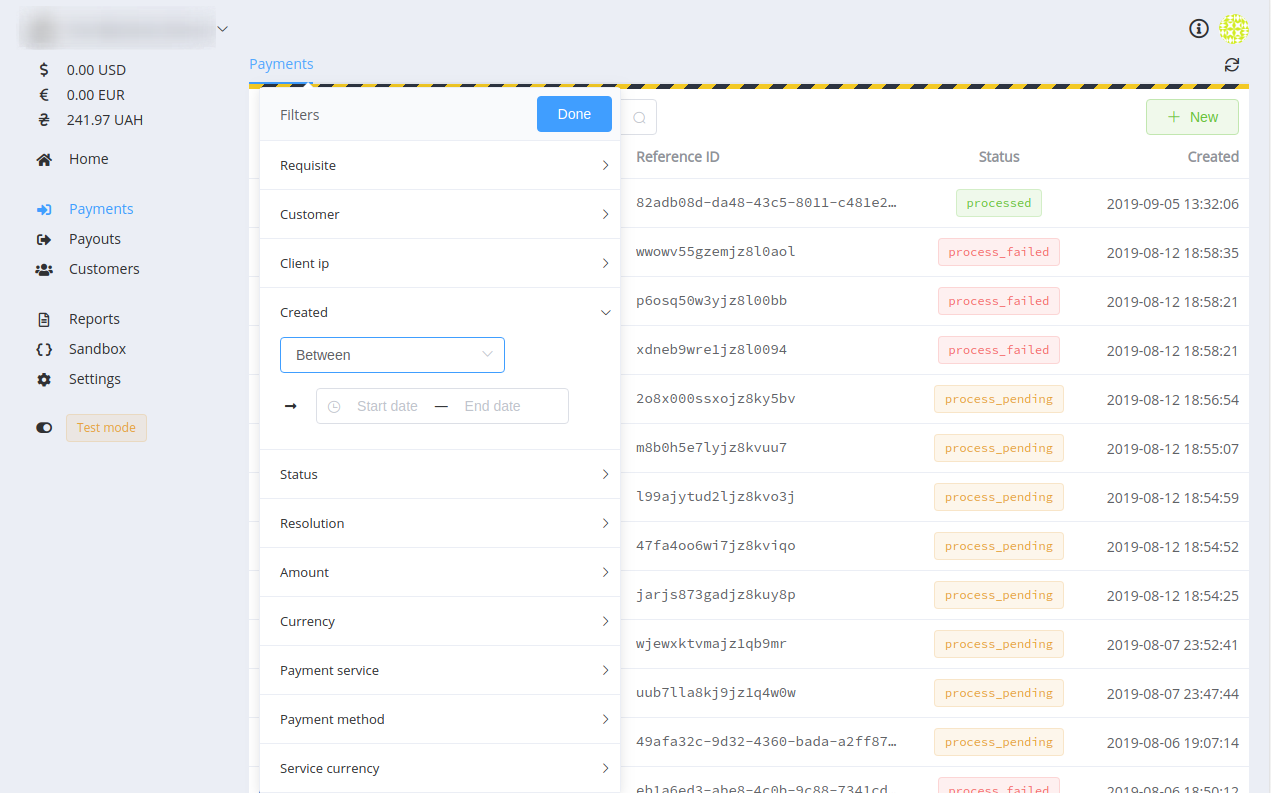 $ 0.00 USD
€ 0.00 EUR
₴ 241.97 UAH
Home
Payments
Payouts
Customers
Reports
Sandbox
Settings
Test mode
Payments
Filters
Done
Requisite
Customer
Client ip
Created
Between
Start date — End date
Status
Resolution
Amount
Currency
Payment service
Payment method
Service currency
+ New
Reference ID Status Created
82adb08d-da48-43c5-8011-c481e2… processed 2019-09-05 13:32:06
wwowv55gzemjz8l0aol process_failed 2019-08-12 18:58:35
p6osq50w3yjz8l00bb process_failed 2019-08-12 18:58:21
xdneb9wre1jz8l0094 process_failed 2019-08-12 18:58:21
2o8x000ssxojz8ky5bv process_pending 2019-08-12 18:56:54
m8b0h5e7lyjz8kvuu7 process_pending 2019-08-12 18:55:07
l99ajytud2ljz8kvo3j process_pending 2019-08-12 18:54:59
47fa4oo6wi7jz8kviqo process_pending 2019-08-12 18:54:52
jarjs873gadjz8kuy8p process_pending 2019-08-12 18:54:25
wjewxktvmajz1qb9mr process_pending 2019-08-07 23:52:41
uub7lla8kj9jz1q4w0w process_pending 2019-08-07 23:47:44
49afa32c-9d32-4360-bada-a2ff87… process_pending 2019-08-06 19:07:14
process_failed 2019-08-06 18:50:12